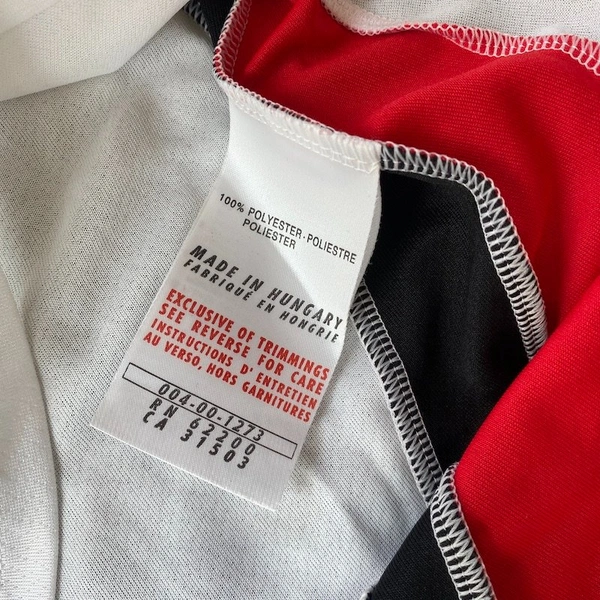 100% POLYESTER·POLIESTRE
POLIESTER
MADE IN HUNGARY
FABRIQUÉ EN HONGRIE
EXCLUSIVE OF TRIMMINGS
SEE REVERSE FOR CARE
INSTRUCTIONS D'ENTRETIEN
AU VERSO, HORS GARNITURES
004-00-1273
RN 62200
CA 31503